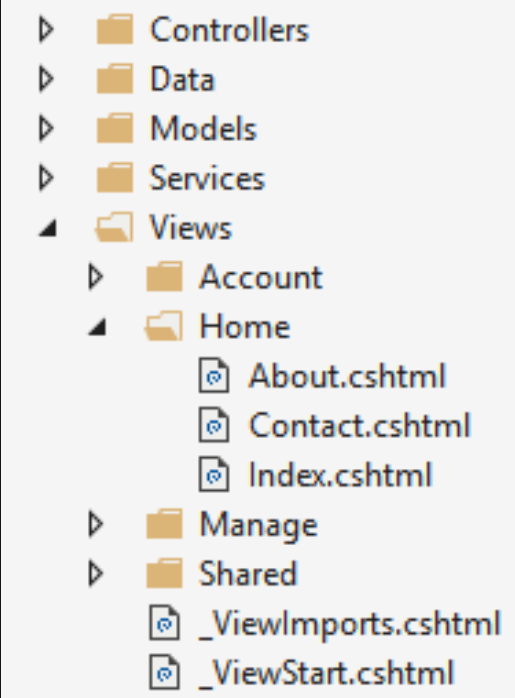 Controllers
Data
Models
Services
Views
Account
Home
About.cshtml
Contact.cshtml
Index.cshtml
Manage
Shared
_ViewImports.cshtml
_ViewStart.cshtml